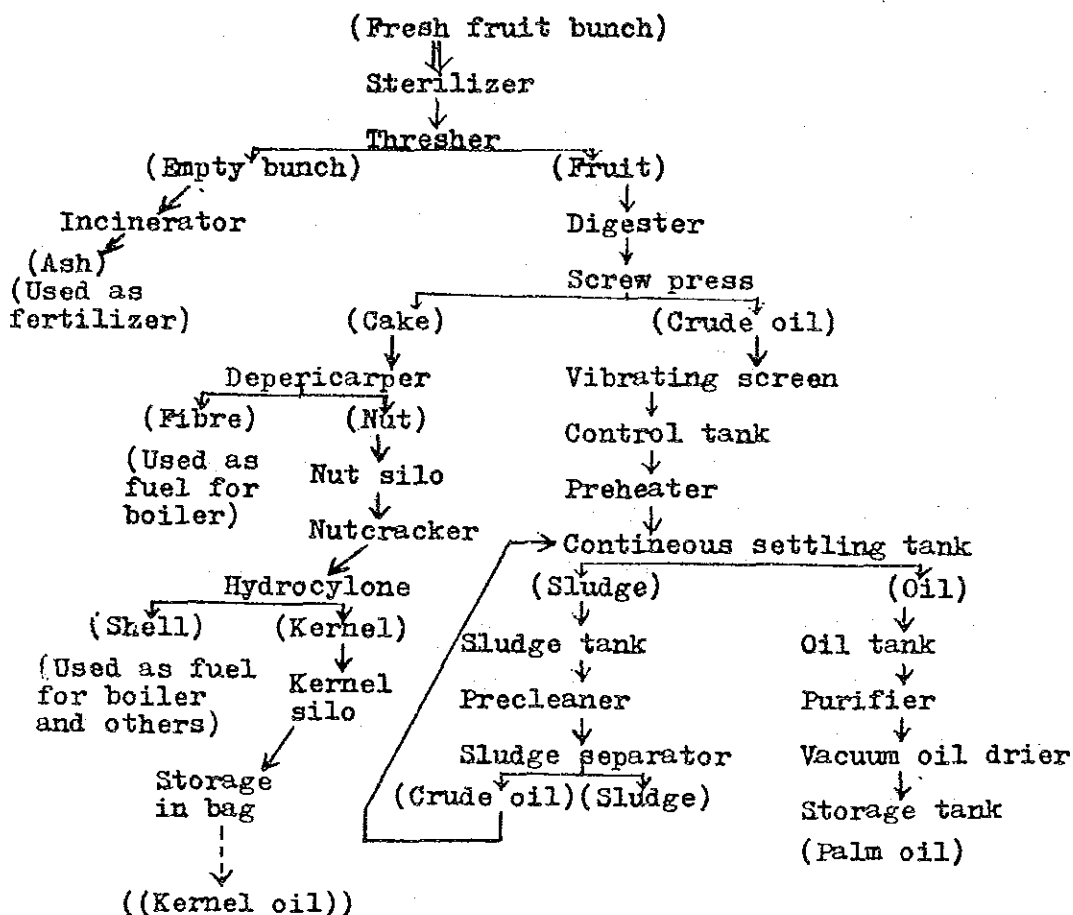 (Fresh fruit bunch)
Sterilizer
Thresher
(Empty bunch)
(Fruit)
Incinerator
Digester
(Ash)
(Used as
fertilizer)
Screw press
(Cake)
(Crude oil)
Depericarper
Vibrating screen
(Fibre)
(Nut)
Control tank
(Used as
fuel for
boiler)
Nut silo
Preheater
Nutcracker
Contineous settling tank
Hydrocylone
(Sludge)
(Oil)
(Shell)
(Kernel)
Sludge tank
Oil tank
(Used as fuel
for boiler
and others)
Kernel
silo
Precleaner
Purifier
Sludge separator
Vacuum oil drier
Storage
in bag
(Crude oil)(Sludge)
Storage tank
(Palm oil)
((Kernel oil))